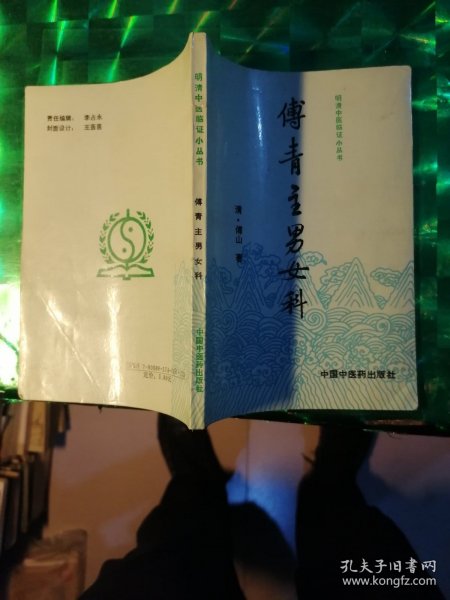 责任编辑： 李占永
封面设计：
明清中医临证小丛书
傅青主男女科
中国中医药出版社
明清中医临证小丛书
傅青主男女科
清·傅山 著
中国中医药出版社
孔夫子旧书网
www.kongfz.com